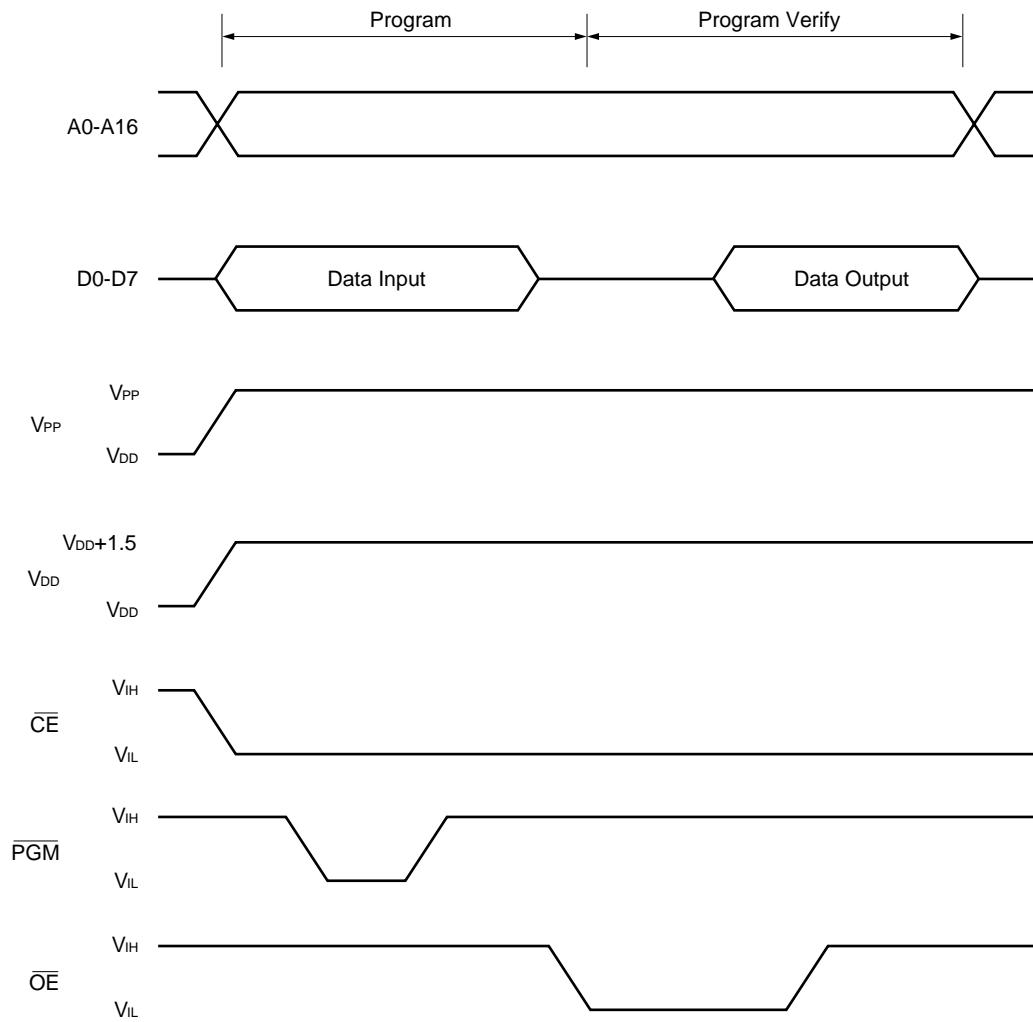 Program
Program Verify
A0-A16
D0-D7
Data Input
Data Output
VPP
VPP
VDD
VDD+1.5
VDD
VDD
VIH
CE
VIL
VIH
PGM
VIL
VIH
OE
VIL